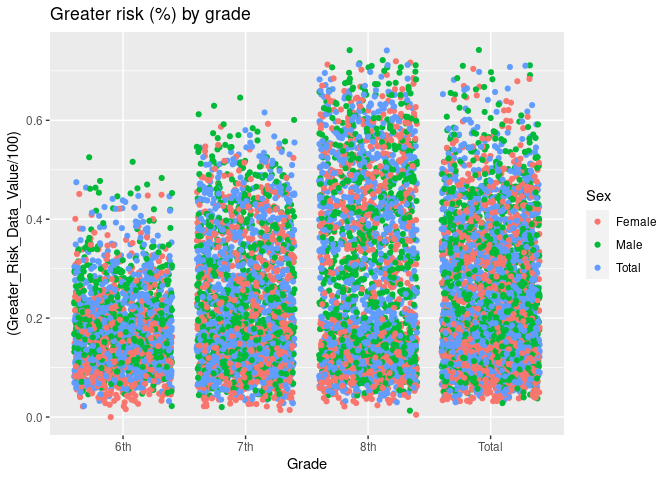 Greater risk (%) by grade
(Greater_Risk_Data_Value/100)
0.6
0.4
0.2
0.0
6th
7th
8th
Total
Grade
Sex
Female
Male
Total